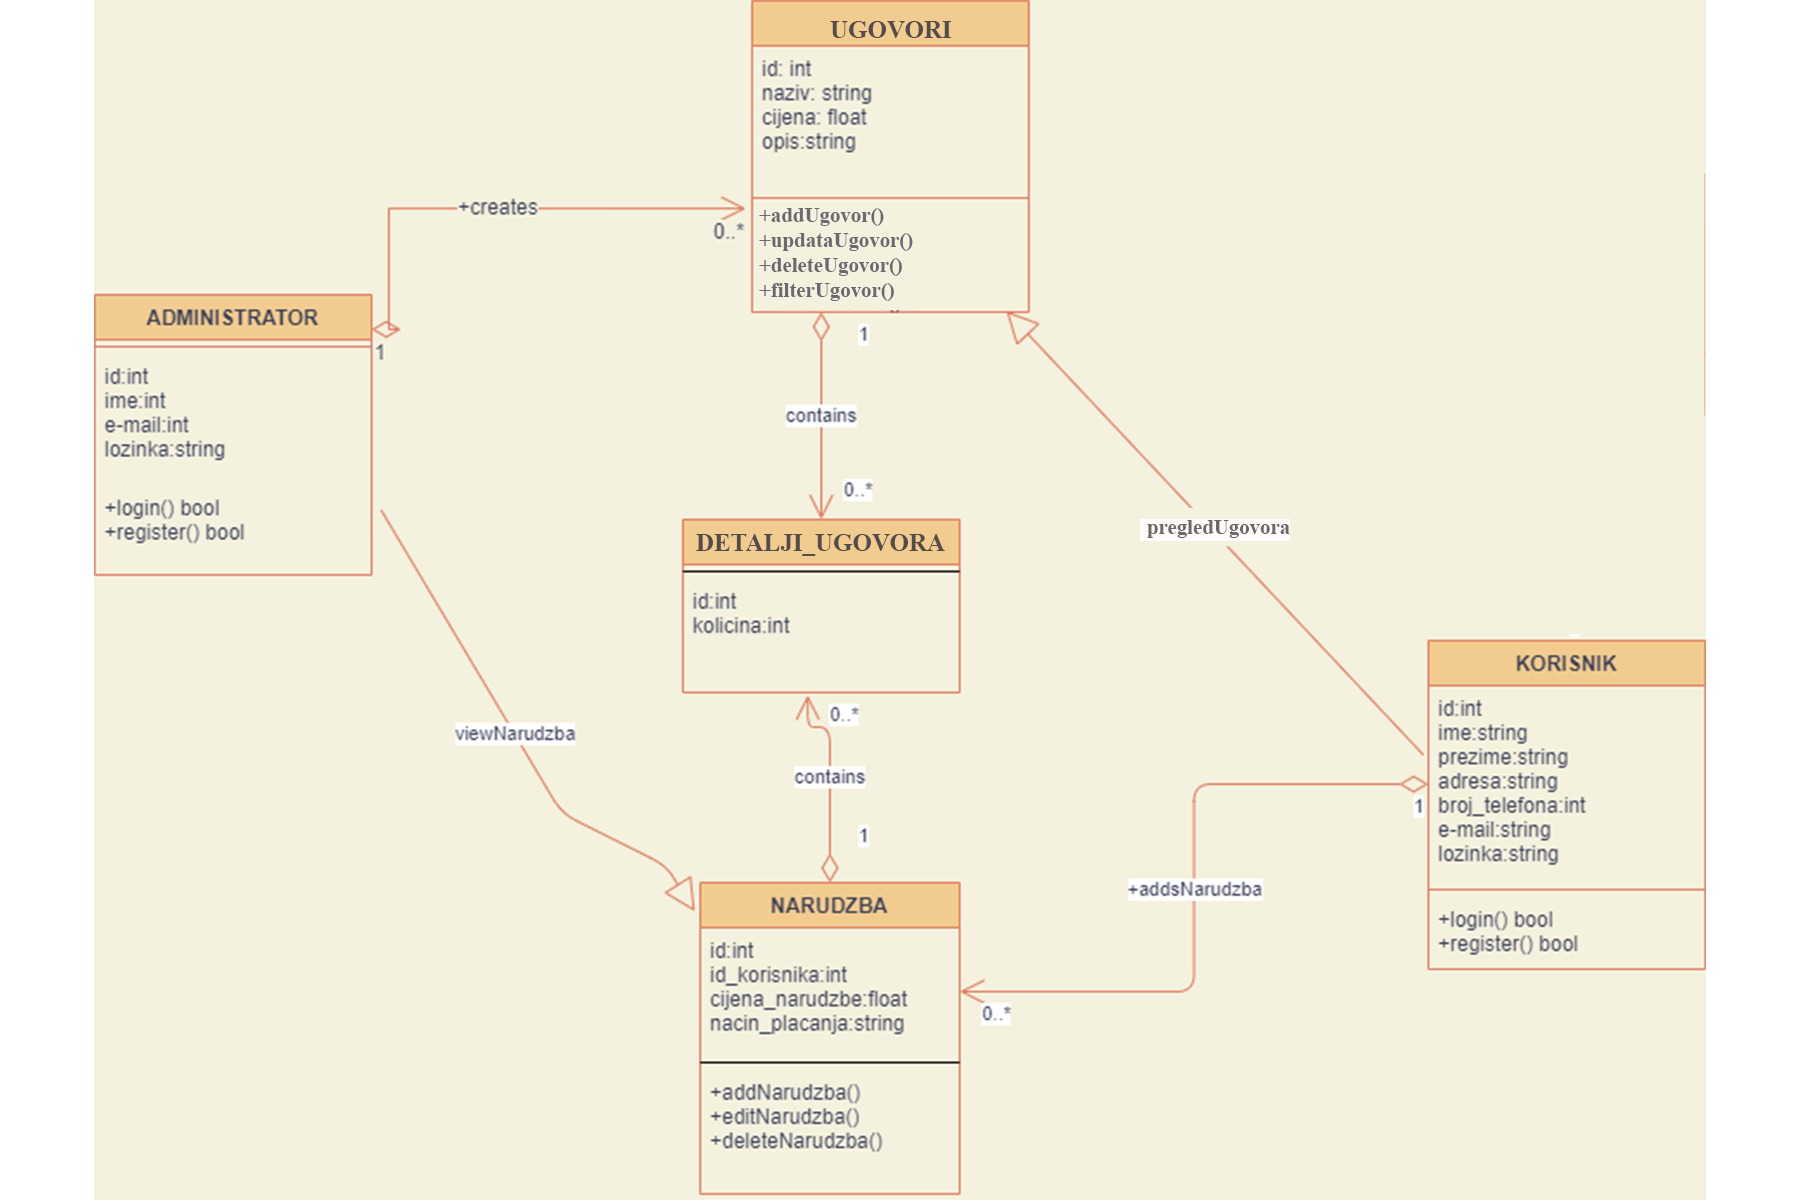 UGOVORI
id: int
naziv: string
cijena: float
opis:string
+addUgovor()
+updataUgovor()
+deleteUgovor()
+filterUgovor()
+creates
0..*
1
ADMINISTRATOR
id:int
ime:int
e-mail:int
lozinka:string
+login() bool
+register() bool
1
contains
0..*
DETALJI_UGOVORA
id:int
kolicina:int
pregledUgovora
viewNarudzba
0..*
contains
1
KORISNIK
id:int
ime:string
prezime:string
adresa:string
broj_telefona:int
e-mail:string
lozinka:string
+login() bool
+register() bool
1
+addsNarudzba
0..*
NARUDZBA
id:int
id_korisnika:int
cijena_narudzbe:float
nacin_placanja:string
+addNarudzba()
+editNarudzba()
+deleteNarudzba()